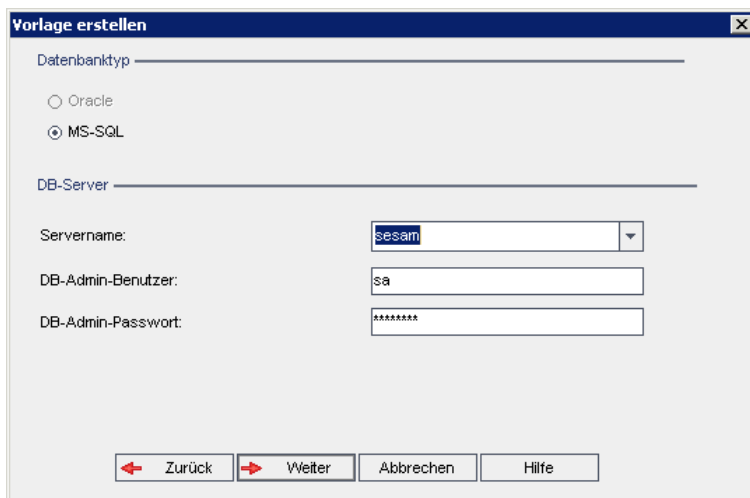 Vorlage erstellen
Datenbanktyp
Oracle
MS-SQL
DB-Server
Servername: sesam
DB-Admin-Benutzer: sa
DB-Admin-Passwort: ********
Zurück Weiter Abbrechen Hilfe